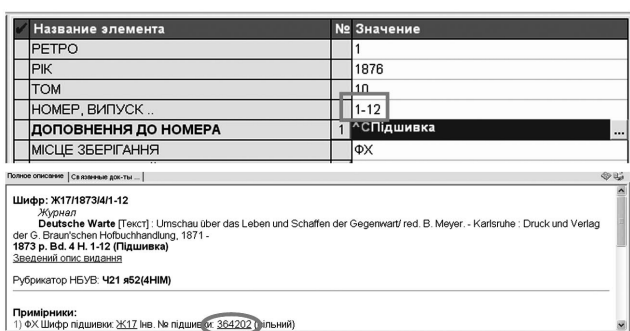 Название элемента № Значение
РЕТРО 1
РІК 1876
ТОМ 10
НОМЕР, ВИПУСК .. 1-12
ДОПОВНЕННЯ ДО НОМЕРА 1 ^CПідшивка ...
МІСЦЕ ЗБЕРІГАННЯ ФХ
Полное описание Связанные док-ты ...
Шифр: Ж17/1873/4/1-12
Журнал
Deutsche Warte [Текст] : Umschau über das Leben und Schaffen der Gegenwart/ red. B. Meyer. - Karlsruhe : Druck und Verlag
der G. Braun'schen Hofbuchhandlung, 1871 -
1873 р. Bd. 4 H. 1-12 (Підшивка)
Зведений опис видання
Рубрикатор НБУВ: Ч21 я52(4НІМ)
Примірники:
1) ФХ Шифр підшивки: Ж17 Інв. № підшивки: 364202 (вільний)